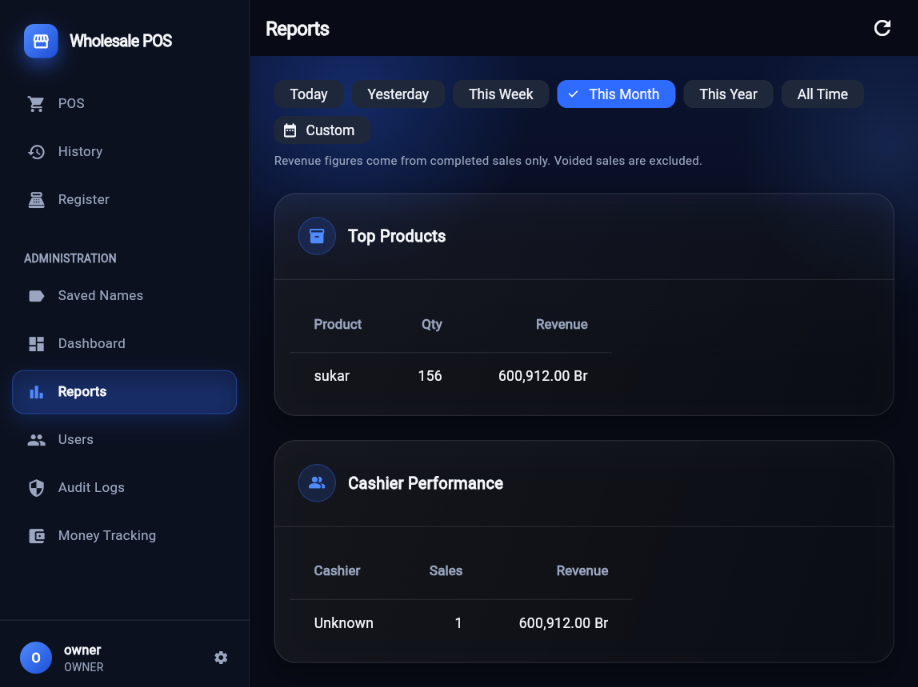 Wholesale POS
POS
History
Register
ADMINISTRATION
Saved Names
Dashboard
Reports
Users
Audit Logs
Money Tracking
O
owner
OWNER
Reports
Today Yesterday This Week This Month This Year All Time
Custom
Revenue figures come from completed sales only. Voided sales are excluded.
Top Products
Product Qty Revenue
sukar 156 600,912.00 Br
Cashier Performance
Cashier Sales Revenue
Unknown 1 600,912.00 Br